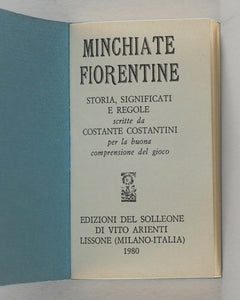 MINCHIATE
FIORENTINE
STORIA, SIGNIFICATI
E REGOLE
scritte da
COSTANTE COSTANTINI
per la buona
comprensione del gioco
EDIZIONI DEL SOLLEONE
DI VITO ARIENTI
LISSONE (MILANO-ITALIA)
1980